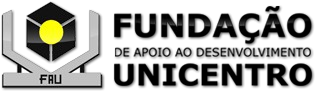 FAU
FUNDAÇÃO
DE APOIO AO DESENVOLVIMENTO
UNICENTRO